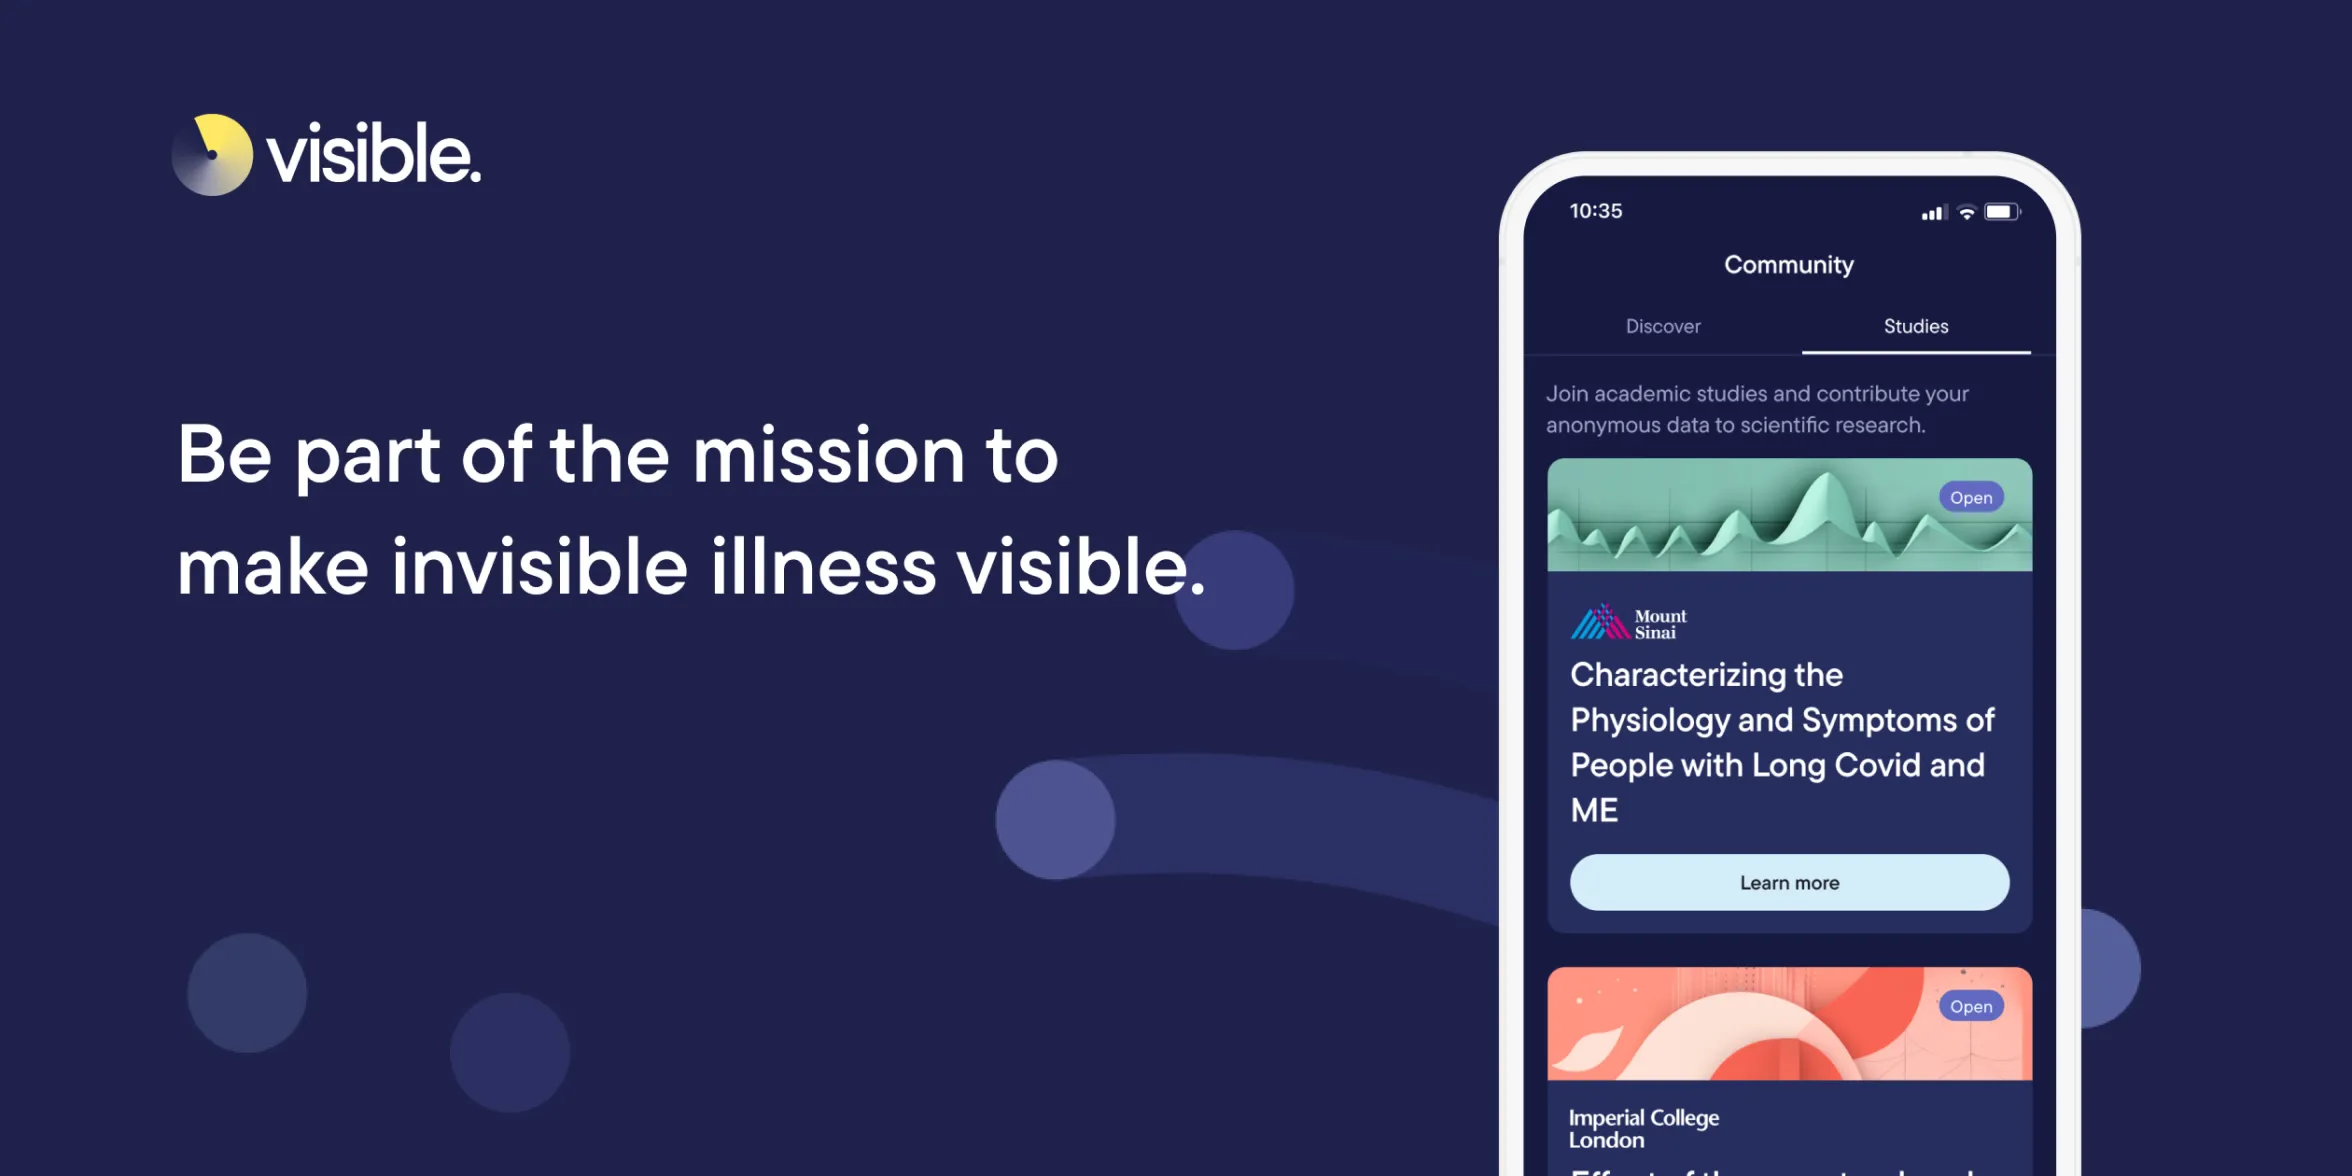 visible.
Be part of the mission to
make invisible illness visible.
10:35
Community
Discover
Studies
Join academic studies and contribute your
anonymous data to scientific research.
Open
Mount
Sinai
Characterizing the
Physiology and Symptoms of
People with Long Covid and
ME
Learn more
Open
Imperial College
London